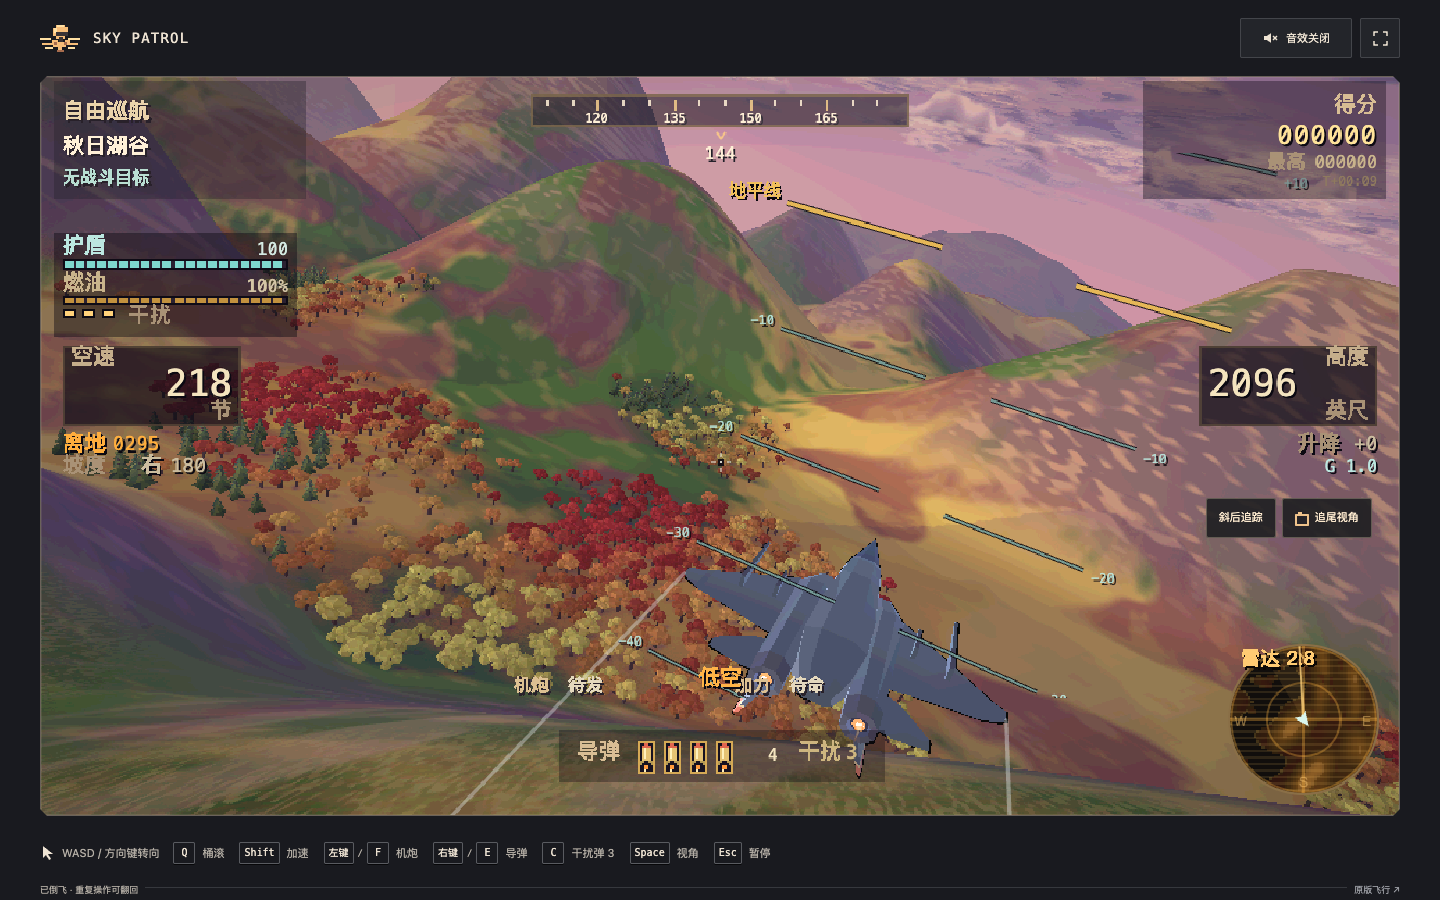 SKY PATROL
音效关闭
自由巡航
秋日湖谷
无战斗目标
120 135 150 165
144
得分
000000
最高 000000
+10 T+00:09
地平线
护盾 100
燃油 100%
干扰
空速
218
节
离地 0295
坡度 右 180
高度
2096
英尺
升降 +0
G 1.0
-10
-20
-10
-30
-20
-40
斜后追踪
追尾视角
机炮 待发
低空
加力 待命
导弹 4 干扰 3
雷达 2.8
W E
S
WASD / 方向键转向 Q 桶滚 Shift 加速 左键 / F 机炮 右键 / E 导弹 C 干扰弹 3 Space 视角 Esc 暂停
已倒飞 · 重复操作可翻回
原版飞行 ↗